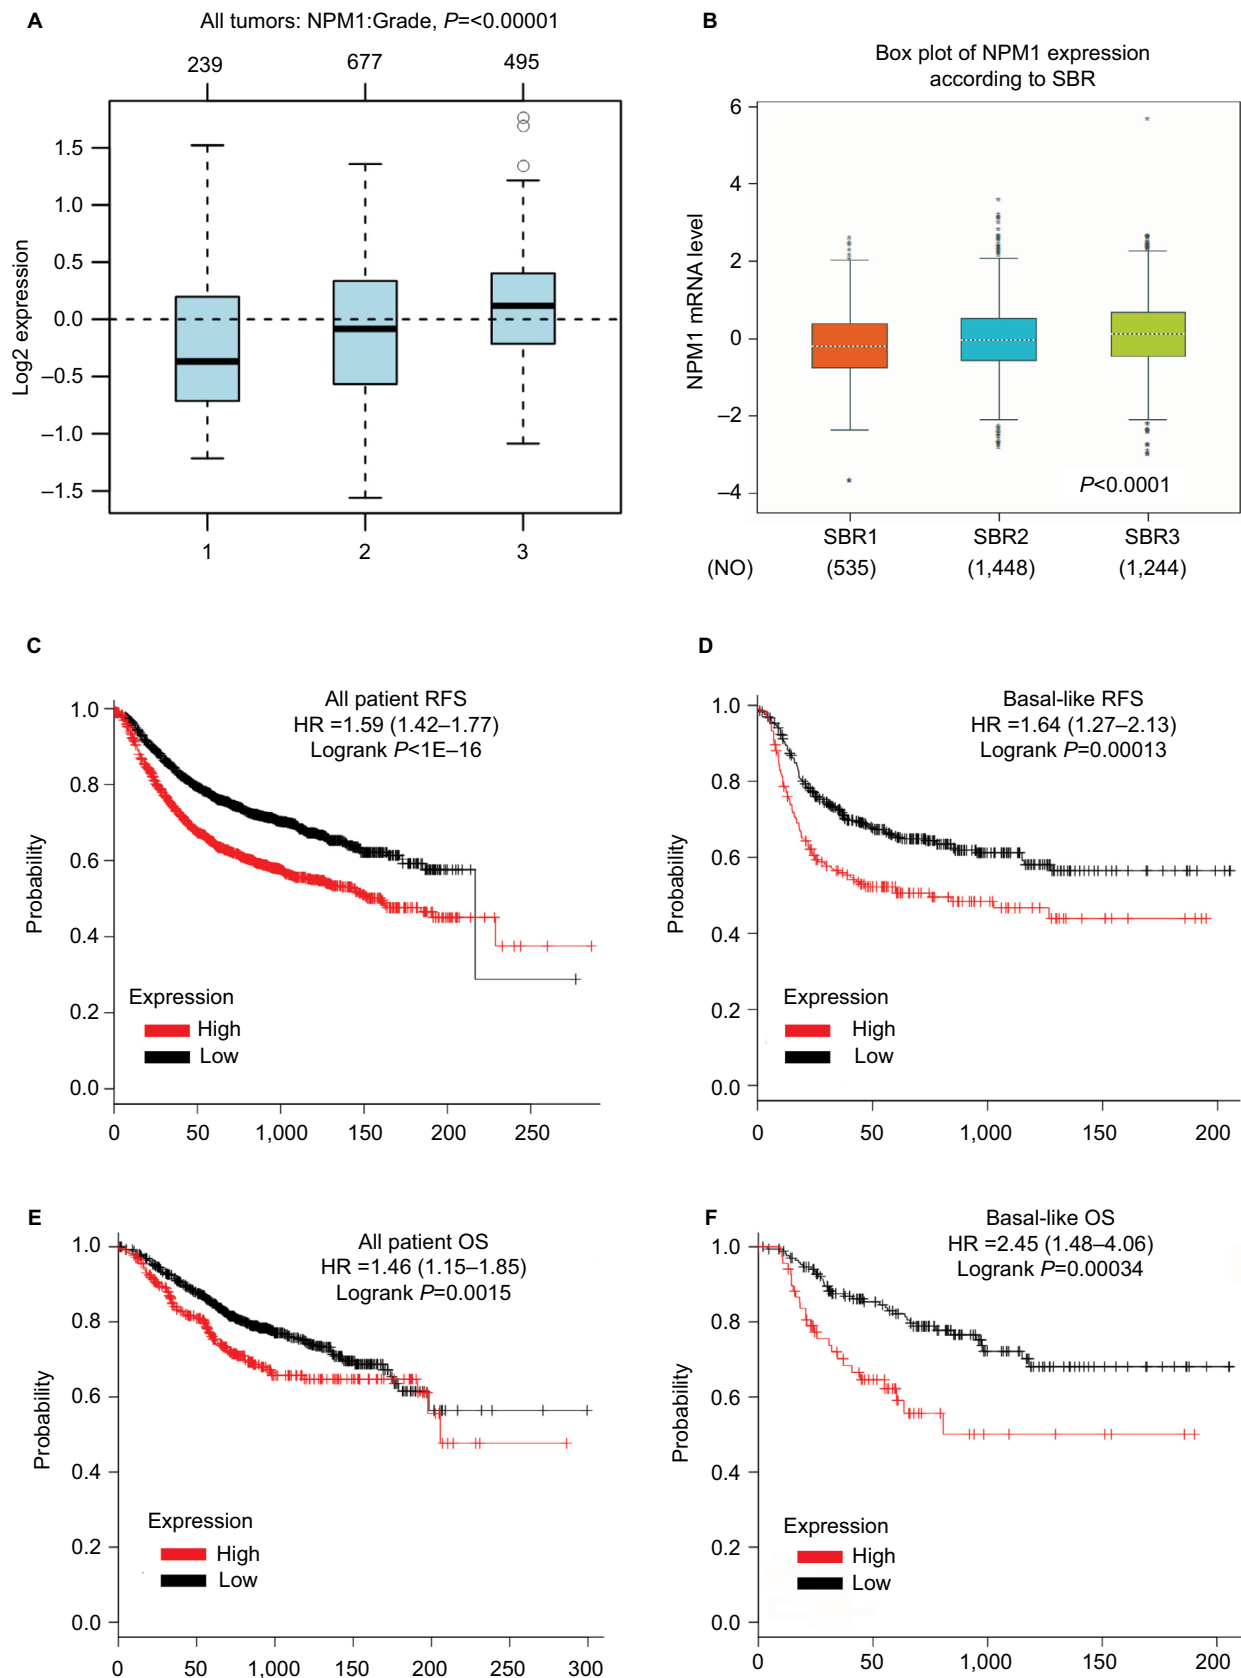 A
All tumors: NPM1:Grade, P=<0.00001
239 677 495
Log2 expression
1.5
1.0
0.5
0.0
–0.5
–1.0
–1.5
1 2 3
B
Box plot of NPM1 expression
according to SBR
NPM1 mRNA level
6
4
2
0
–2
–4
P<0.0001
SBR1 SBR2 SBR3
(NO) (535) (1,448) (1,244)
C
All patient RFS
HR =1.59 (1.42–1.77)
Logrank P<1E–16
Probability
1.0
0.8
0.6
0.4
0.2
0.0
Expression
High
Low
0 50 1,000 150 200 250
D
Basal-like RFS
HR =1.64 (1.27–2.13)
Logrank P=0.00013
Probability
1.0
0.8
0.6
0.4
0.2
0.0
Expression
High
Low
0 50 1,000 150 200
E
All patient OS
HR =1.46 (1.15–1.85)
Logrank P=0.0015
Probability
1.0
0.8
0.6
0.4
0.2
0.0
Expression
High
Low
0 50 1,000 150 200 250 300
F
Basal-like OS
HR =2.45 (1.48–4.06)
Logrank P=0.00034
Probability
1.0
0.8
0.6
0.4
0.2
0.0
Expression
High
Low
0 50 1,000 150 200